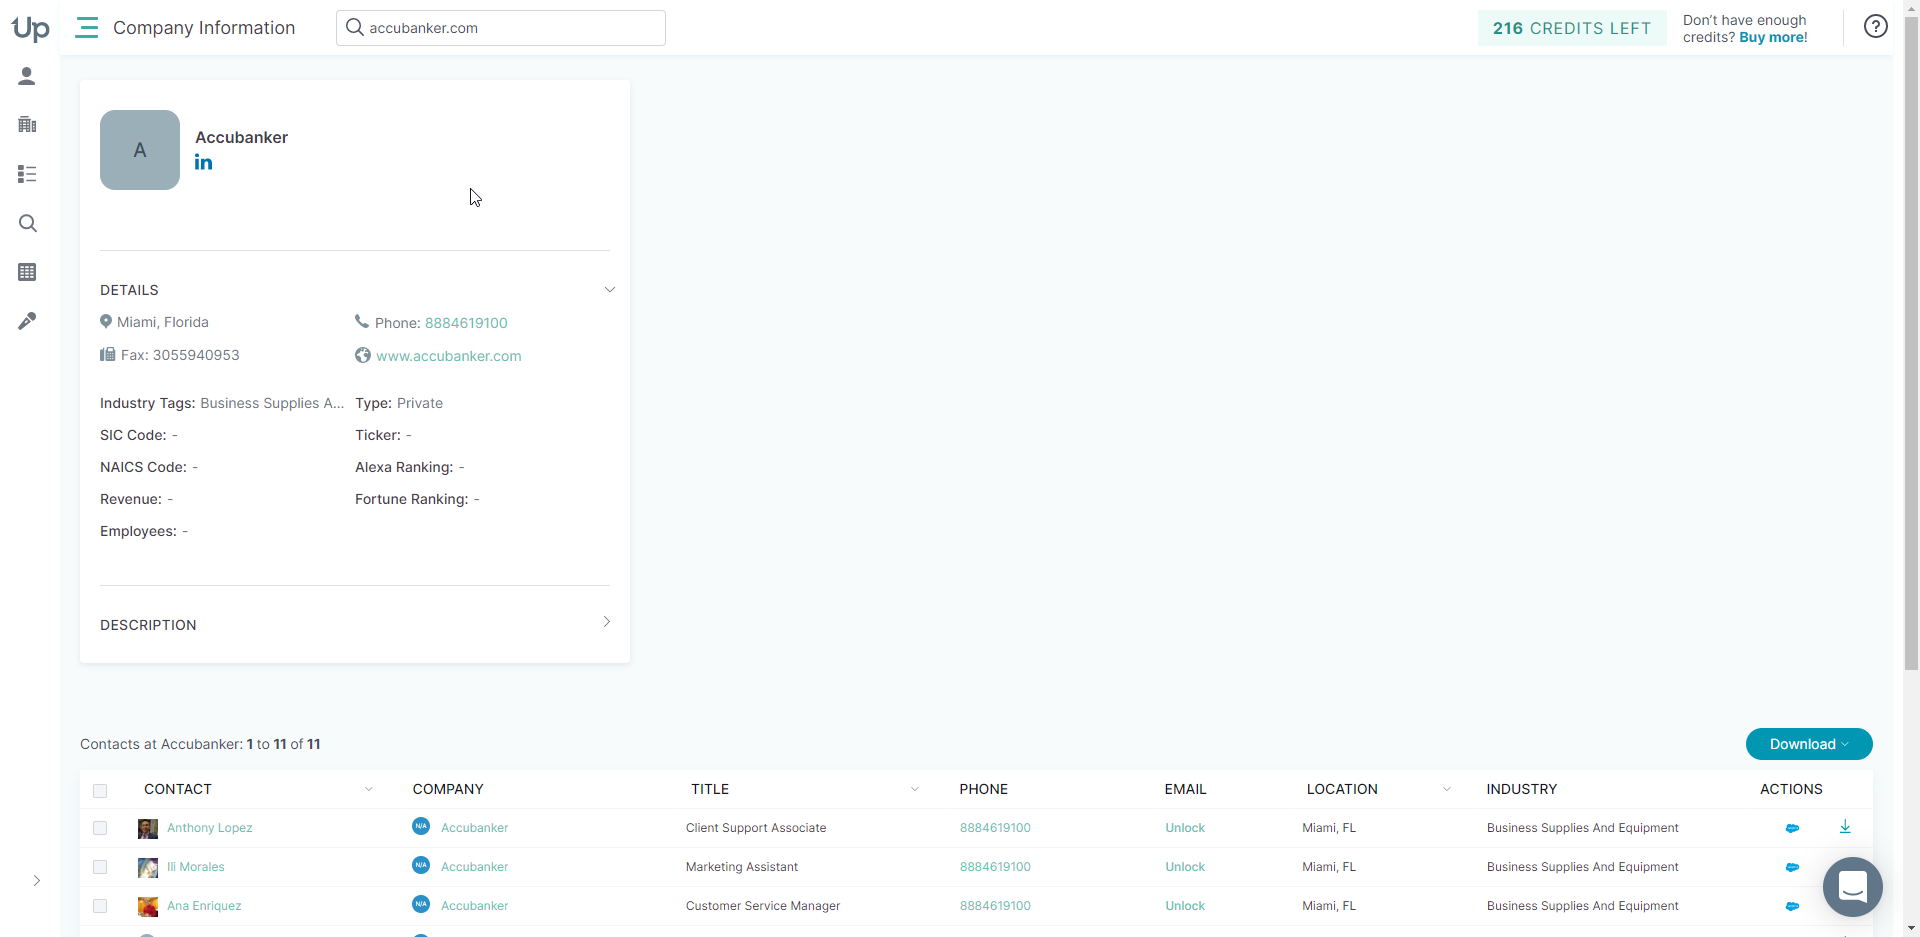 Up
Company Information
accubanker.com
216 CREDITS LEFT
Don't have enough
credits? Buy more!
?
A
Accubanker
in
DETAILS
Miami, Florida
Phone: 8884619100
Fax: 3055940953
www.accubanker.com
Industry Tags: Business Supplies A...
Type: Private
SIC Code: -
Ticker: -
NAICS Code: -
Alexa Ranking: -
Revenue: -
Fortune Ranking: -
Employees: -
DESCRIPTION
Contacts at Accubanker: 1 to 11 of 11
Download
CONTACT COMPANY TITLE PHONE EMAIL LOCATION INDUSTRY ACTIONS
Anthony Lopez N/A Accubanker Client Support Associate 8884619100 Unlock Miami, FL Business Supplies And Equipment
Ili Morales N/A Accubanker Marketing Assistant 8884619100 Unlock Miami, FL Business Supplies And Equipment
Ana Enriquez N/A Accubanker Customer Service Manager 8884619100 Unlock Miami, FL Business Supplies And Equipment